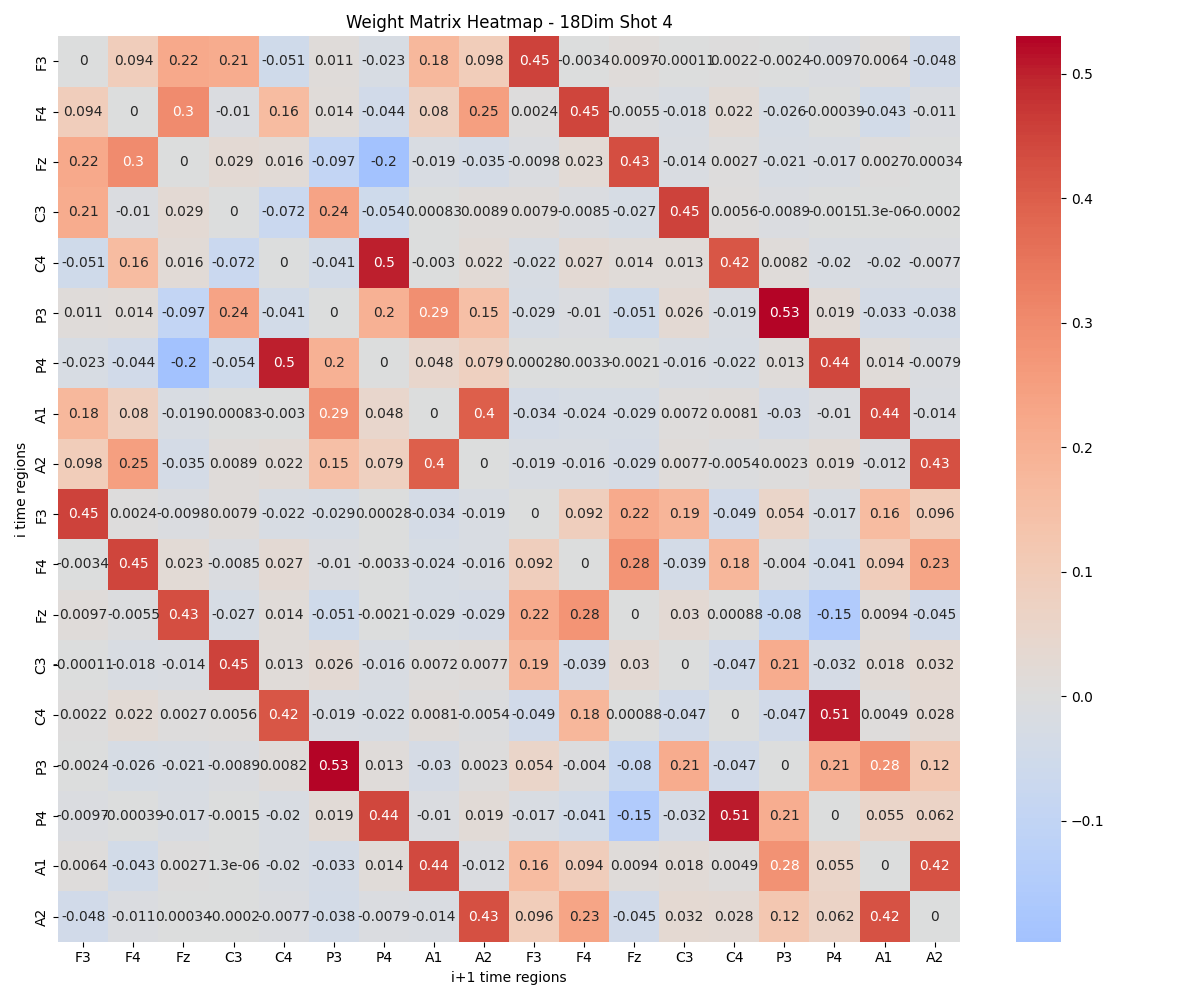 Weight Matrix Heatmap - 18Dim Shot 4
F3 0 0.094 0.22 0.21 -0.051 0.011 -0.023 0.18 0.098 0.45 -0.0034 0.0097 -0.00011 0.0022 -0.0024 -0.0097 0.0064 -0.048
F4 0.094 0 0.3 -0.01 0.16 0.014 -0.044 0.08 0.25 0.0024 0.45 -0.0055 -0.018 0.022 -0.026 -0.00039 -0.043 -0.011
Fz 0.22 0.3 0 0.029 0.016 -0.097 -0.2 -0.019 -0.035 -0.0098 0.023 0.43 -0.014 0.0027 -0.021 -0.017 0.0027 0.00034
C3 0.21 -0.01 0.029 0 -0.072 0.24 -0.054 0.00083 0.0089 0.0079 -0.0085 -0.027 0.45 0.0056 -0.0089 -0.0015 1.3e-06 -0.0002
C4 -0.051 0.16 0.016 -0.072 0 -0.041 0.5 -0.003 0.022 -0.022 0.027 0.014 0.013 0.42 0.0082 -0.02 -0.02 -0.0077
P3 0.011 0.014 -0.097 0.24 -0.041 0 0.2 0.29 0.15 -0.029 -0.01 -0.051 0.026 -0.019 0.53 0.019 -0.033 -0.038
P4 -0.023 -0.044 -0.2 -0.054 0.5 0.2 0 0.048 0.079 0.00028 -0.0033 -0.0021 -0.016 -0.022 0.013 0.44 0.014 -0.0079
A1 0.18 0.08 -0.019 0.00083 -0.003 0.29 0.048 0 0.4 -0.034 -0.024 -0.029 0.0072 0.0081 -0.03 -0.01 0.44 -0.014
A2 0.098 0.25 -0.035 0.0089 0.022 0.15 0.079 0.4 0 -0.019 -0.016 -0.029 0.0077 -0.0054 0.0023 0.019 -0.012 0.43
F3 0.45 0.0024 -0.0098 0.0079 -0.022 -0.029 0.00028 -0.034 -0.019 0 0.092 0.22 0.19 -0.049 0.054 -0.017 0.16 0.096
F4 -0.0034 0.45 0.023 -0.0085 0.027 -0.01 -0.0033 -0.024 -0.016 0.092 0 0.28 -0.039 0.18 -0.004 -0.041 0.094 0.23
Fz 0.0097 -0.0055 0.43 -0.027 0.014 -0.051 -0.0021 -0.029 -0.029 0.22 0.28 0 0.03 0.00088 -0.08 -0.15 0.0094 -0.045
C3 -0.00011 -0.018 -0.014 0.45 0.013 0.026 -0.016 0.0072 0.0077 0.19 -0.039 0.03 0 -0.047 0.21 -0.032 0.018 0.032
C4 0.0022 0.022 0.0027 0.0056 0.42 -0.019 -0.022 0.0081 -0.0054 -0.049 0.18 0.00088 -0.047 0 -0.047 0.51 0.0049 0.028
P3 -0.0024 -0.026 -0.021 -0.0089 0.0082 0.53 0.013 -0.03 0.0023 0.054 -0.004 -0.08 0.21 -0.047 0 0.21 0.28 0.12
P4 -0.0097 -0.00039 -0.017 -0.0015 -0.02 0.019 0.44 -0.01 0.019 -0.017 -0.041 -0.15 -0.032 0.51 0.21 0 0.055 0.062
A1 0.0064 -0.043 0.0027 1.3e-06 -0.02 -0.033 0.014 0.44 -0.012 0.16 0.094 0.0094 0.018 0.0049 0.28 0.055 0 0.42
A2 -0.048 -0.011 0.00034 -0.0002 -0.0077 -0.038 -0.0079 -0.014 0.43 0.096 0.23 -0.045 0.032 0.028 0.12 0.062 0.42 0
F3 F4 Fz C3 C4 P3 P4 A1 A2 F3 F4 Fz C3 C4 P3 P4 A1 A2
i+1 time regions
i time regions
0.5
0.4
0.3
0.2
0.1
0.0
−0.1